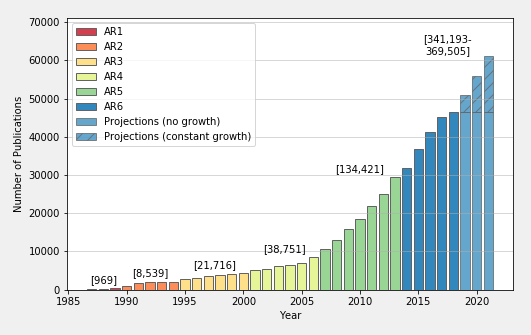 70000
60000
50000
40000
30000
20000
10000
0
Number of Publications
AR1
AR2
AR3
AR4
AR5
AR6
Projections (no growth)
Projections (constant growth)
[341,193-
369,505]
[134,421]
[38,751]
[21,716]
[8,539]
[969]
1985
1990
1995
2000
2005
2010
2015
2020
Year